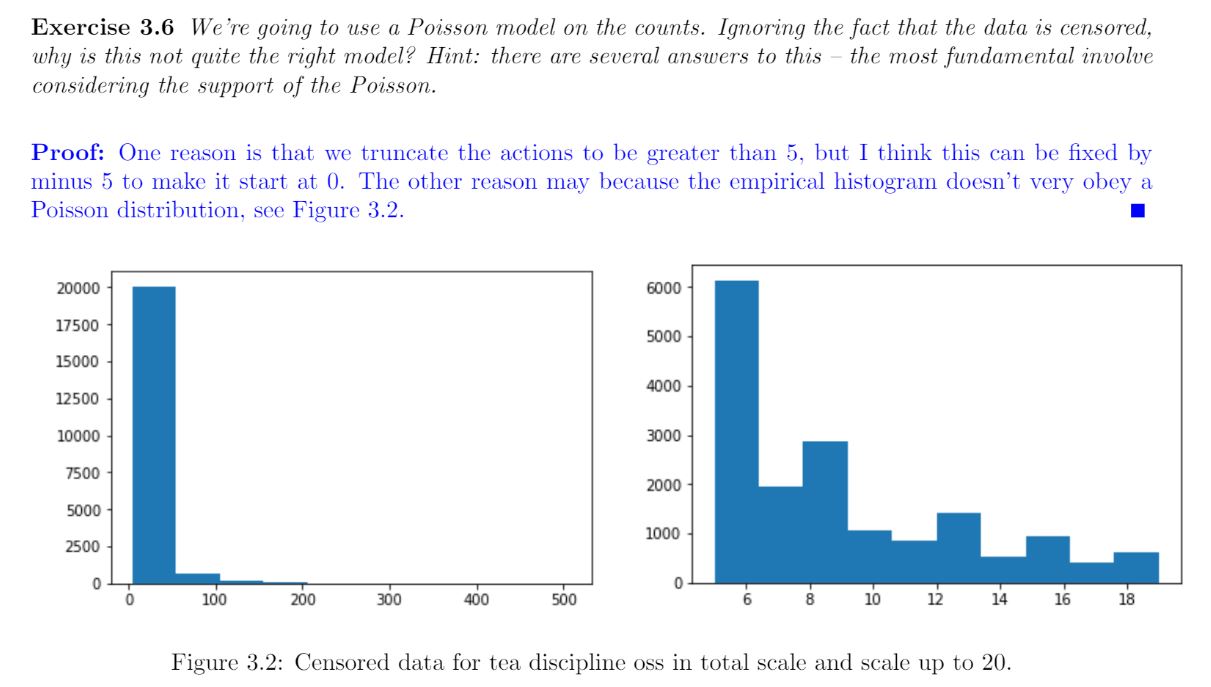 Exercise 3.6 We're going to use a Poisson model on the counts. Ignoring the fact that the data is censored,
why is this not quite the right model? Hint: there are several answers to this – the most fundamental involve
considering the support of the Poisson.
Proof: One reason is that we truncate the actions to be greater than 5, but I think this can be fixed by
minus 5 to make it start at 0. The other reason may because the empirical histogram doesn't very obey a
Poisson distribution, see Figure 3.2.
20000
17500
15000
12500
10000
7500
5000
2500
0
0 100 200 300 400 500
6000
5000
4000
3000
2000
1000
0
6 8 10 12 14 16 18
Figure 3.2: Censored data for tea discipline oss in total scale and scale up to 20.